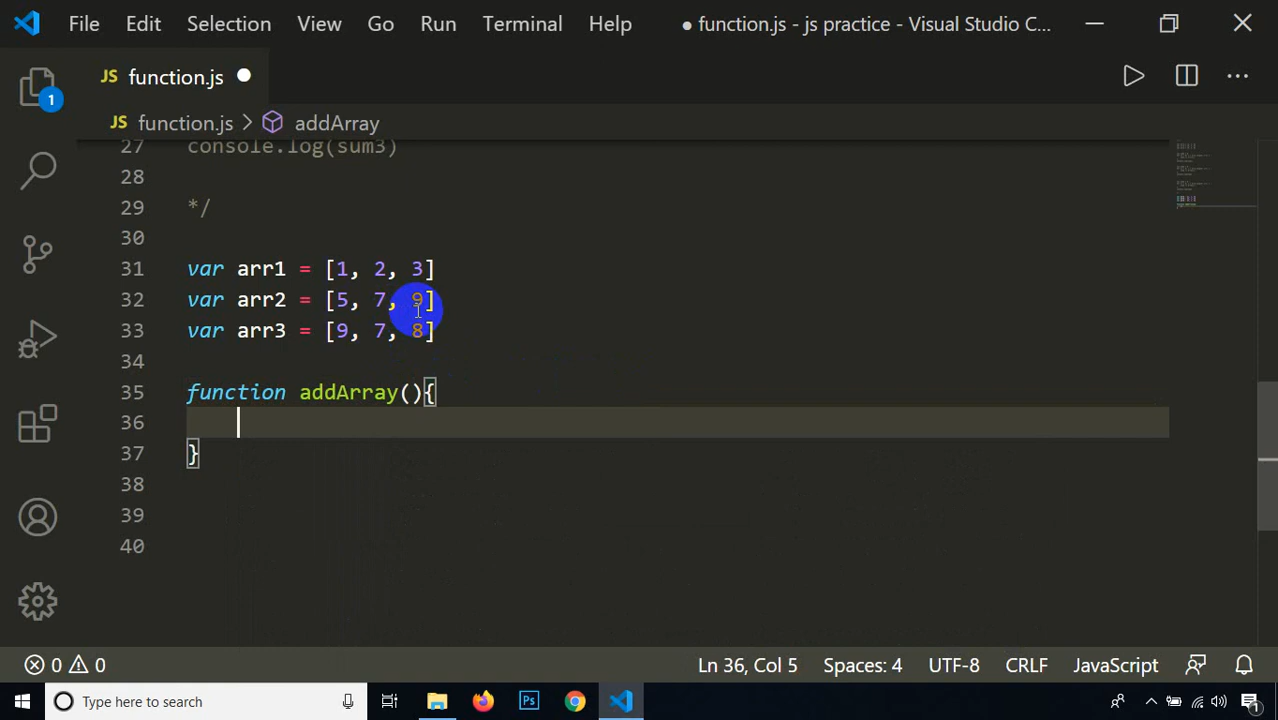 File Edit Selection View Go Run Terminal Help ● function.js - js practice - Visual Studio C...
JS function.js
JS function.js > addArray
27 console.log(sum3)
28
29 */
30
31 var arr1 = [1, 2, 3]
32 var arr2 = [5, 7, 9]
33 var arr3 = [9, 7, 8]
34
35 function addArray(){
36
37 }
38
39
40
1
0 0 Ln 36, Col 5 Spaces: 4 UTF-8 CRLF JavaScript
Type here to search Ps 1